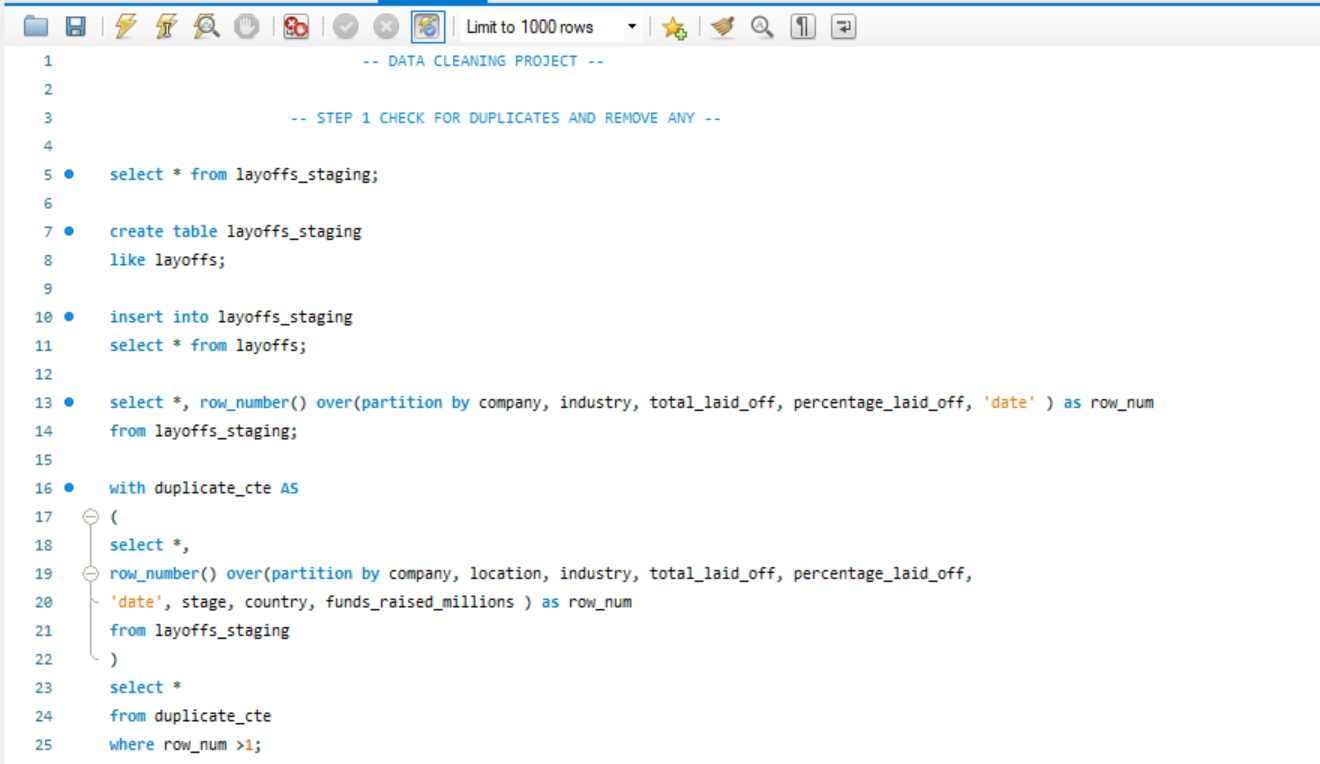 Limit to 1000 rows
1 -- DATA CLEANING PROJECT --
2
3 -- STEP 1 CHECK FOR DUPLICATES AND REMOVE ANY --
4
5 select * from layoffs_staging;
6
7 create table layoffs_staging
8 like layoffs;
9
10 insert into layoffs_staging
11 select * from layoffs;
12
13 select *, row_number() over(partition by company, industry, total_laid_off, percentage_laid_off, 'date' ) as row_num
14 from layoffs_staging;
15
16 with duplicate_cte AS
17 (
18 select *,
19 row_number() over(partition by company, location, industry, total_laid_off, percentage_laid_off,
20 'date', stage, country, funds_raised_millions ) as row_num
21 from layoffs_staging
22 )
23 select *
24 from duplicate_cte
25 where row_num >1;